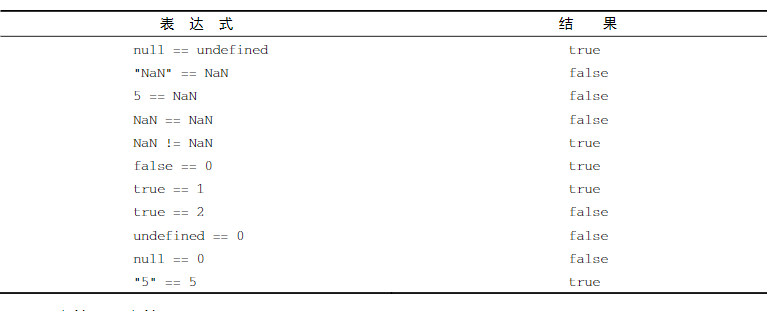 表 达 式 结 果
null == undefined true
"NaN" == NaN false
5 == NaN false
NaN == NaN false
NaN != NaN true
false == 0 true
true == 1 true
true == 2 false
undefined == 0 false
null == 0 false
"5" == 5 true